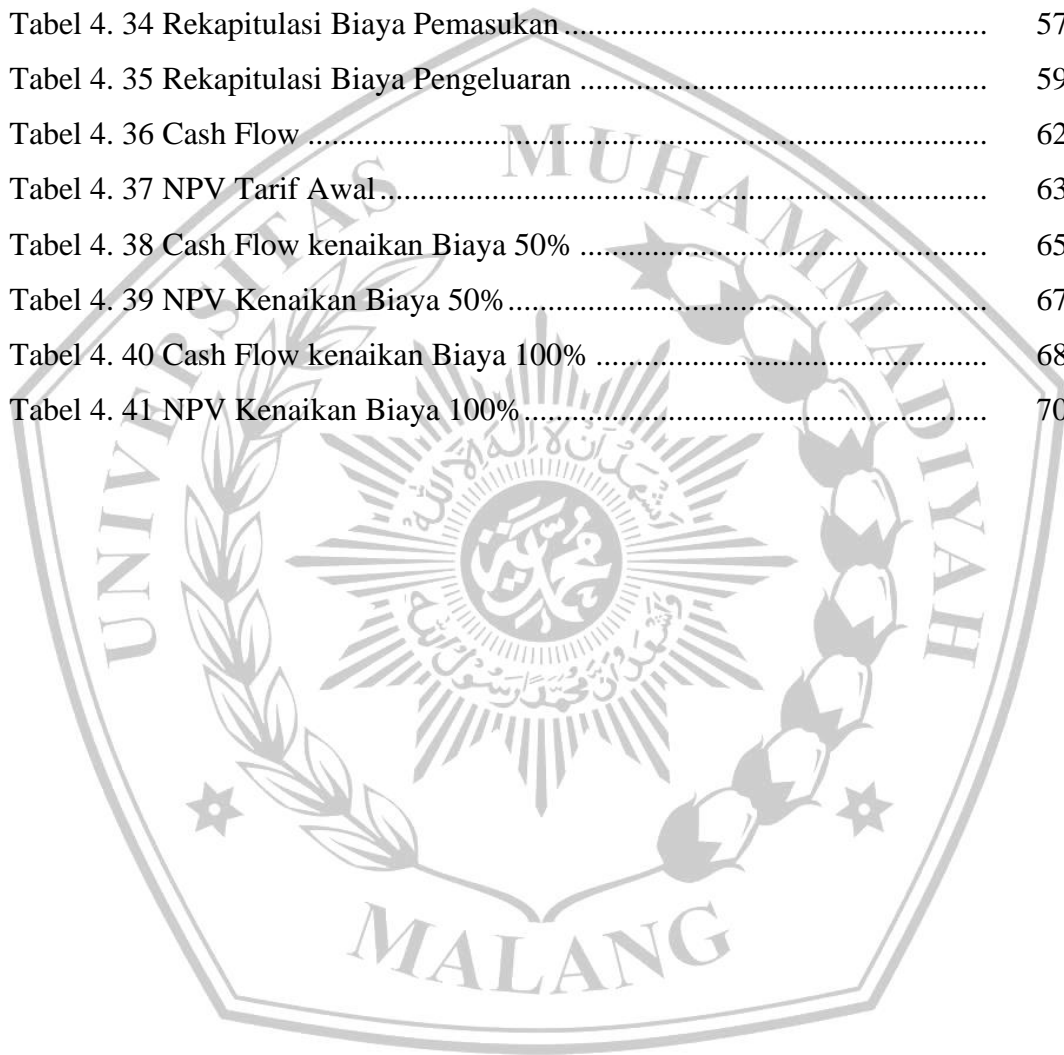 Tabel 4. 34 Rekapitulasi Biaya Pemasukan ........................................................ 57
Tabel 4. 35 Rekapitulasi Biaya Pengeluaran ...................................................... 59
Tabel 4. 36 Cash Flow ......................................................................................... 62
Tabel 4. 37 NPV Tarif Awal ................................................................................ 63
Tabel 4. 38 Cash Flow kenaikan Biaya 50% ...................................................... 65
Tabel 4. 39 NPV Kenaikan Biaya 50% ............................................................... 67
Tabel 4. 40 Cash Flow kenaikan Biaya 100% .................................................... 68
Tabel 4. 41 NPV Kenaikan Biaya 100% ............................................................. 70
UNIVERSITAS MUHAMMADIYAH
MALANG